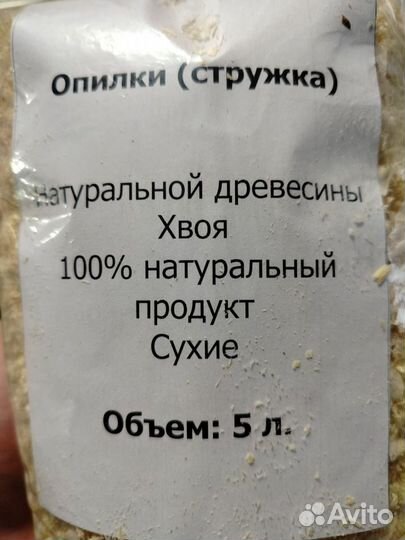 Опилки (стружка)
натуральной древесины
Хвоя
100% натуральный
продукт
Сухие
Объем: 5 л.
Avito